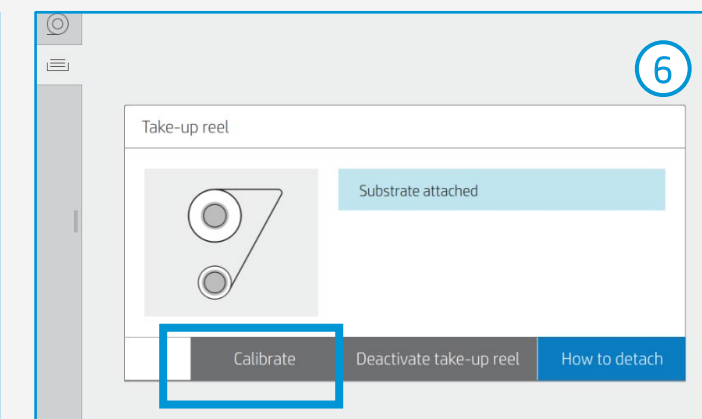 6
Take-up reel
Substrate attached
Calibrate
Deactivate take-up reel
How to detach